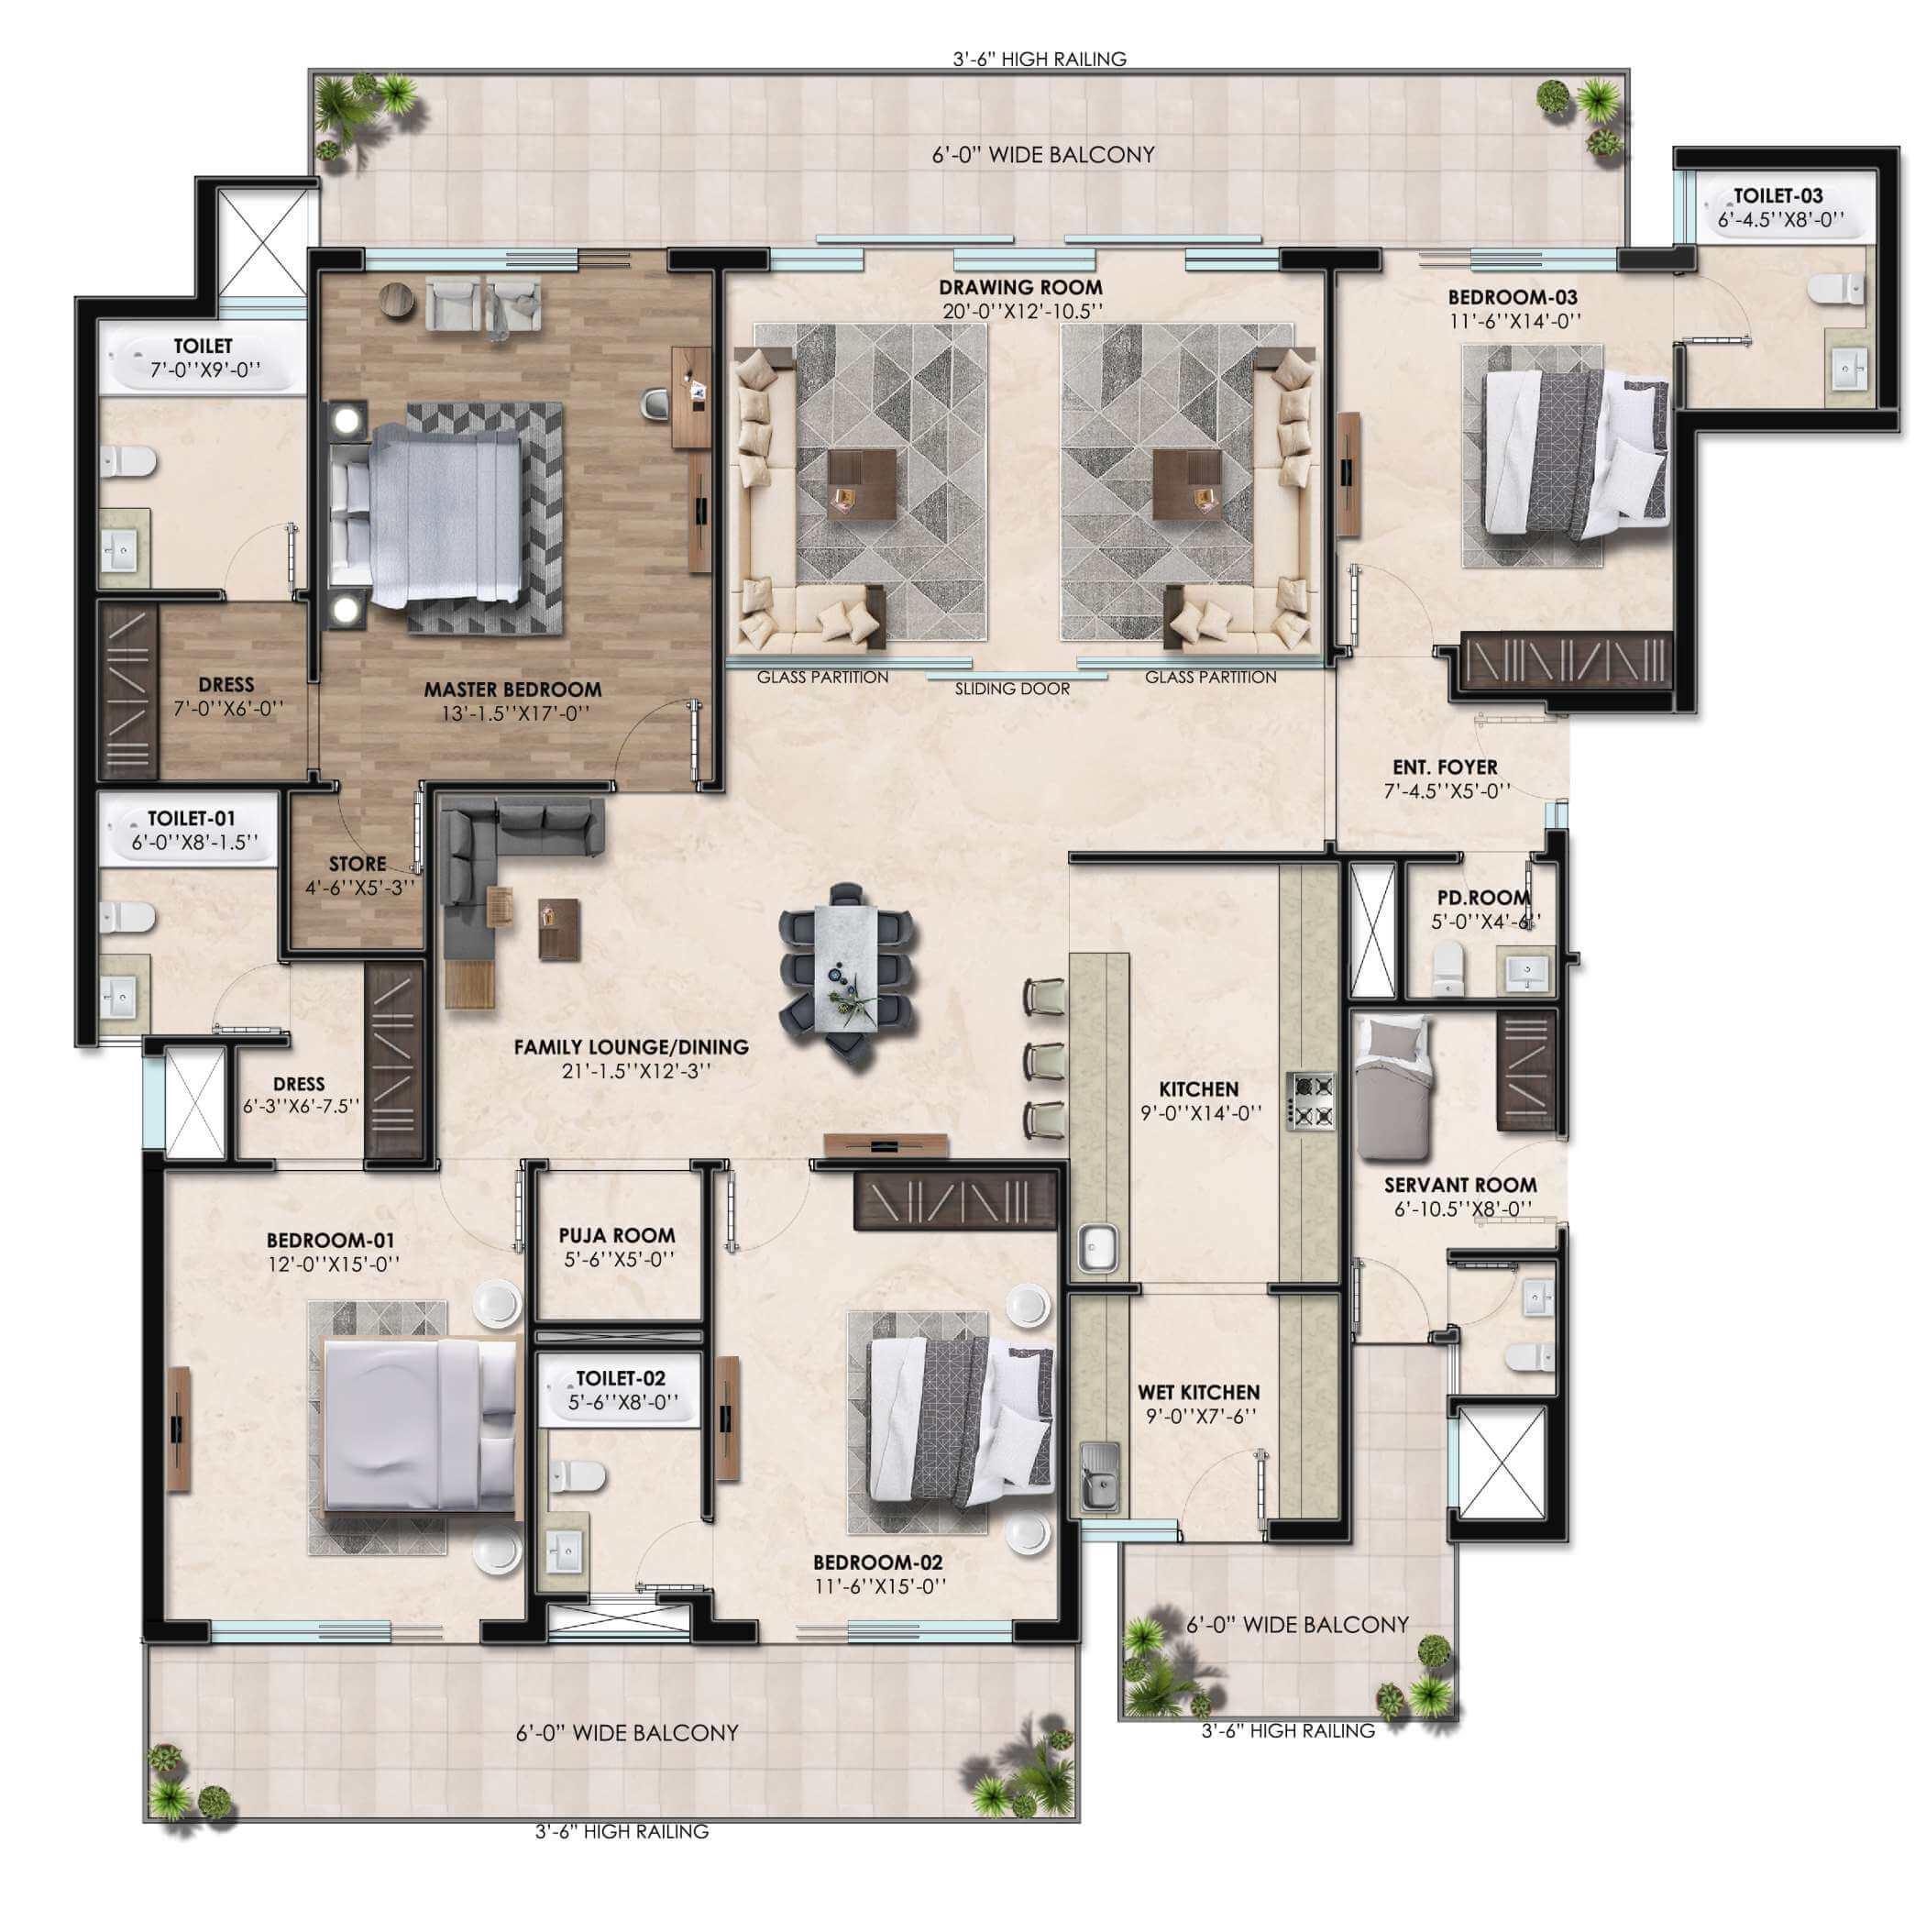 3'-6" HIGH RAILING
6'-0" WIDE BALCONY
TOILET-03
6'-4.5''X8'-0''
DRAWING ROOM
20'-0''X12'-10.5''
BEDROOM-03
11'-6''X14'-0''
TOILET
7'-0''X9'-0''
GLASS PARTITION
SLIDING DOOR
GLASS PARTITION
DRESS
7'-0''X6'-0''
MASTER BEDROOM
13'-1.5''X17'-0''
ENT. FOYER
7'-4.5''X5'-0''
TOILET-01
6'-0''X8'-1.5''
STORE
4'-6''X5'-3''
PD.ROOM
5'-0''X4'-6''
FAMILY LOUNGE/DINING
21'-1.5''X12'-3''
DRESS
6'-3''X6'-7.5''
KITCHEN
9'-0''X14'-0''
SERVANT ROOM
6'-10.5''X8'-0''
BEDROOM-01
12'-0''X15'-0''
PUJA ROOM
5'-6''X5'-0''
TOILET-02
5'-6''X8'-0''
WET KITCHEN
9'-0''X7'-6''
BEDROOM-02
11'-6''X15'-0''
6'-0" WIDE BALCONY
3'-6" HIGH RAILING
6'-0" WIDE BALCONY
3'-6" HIGH RAILING